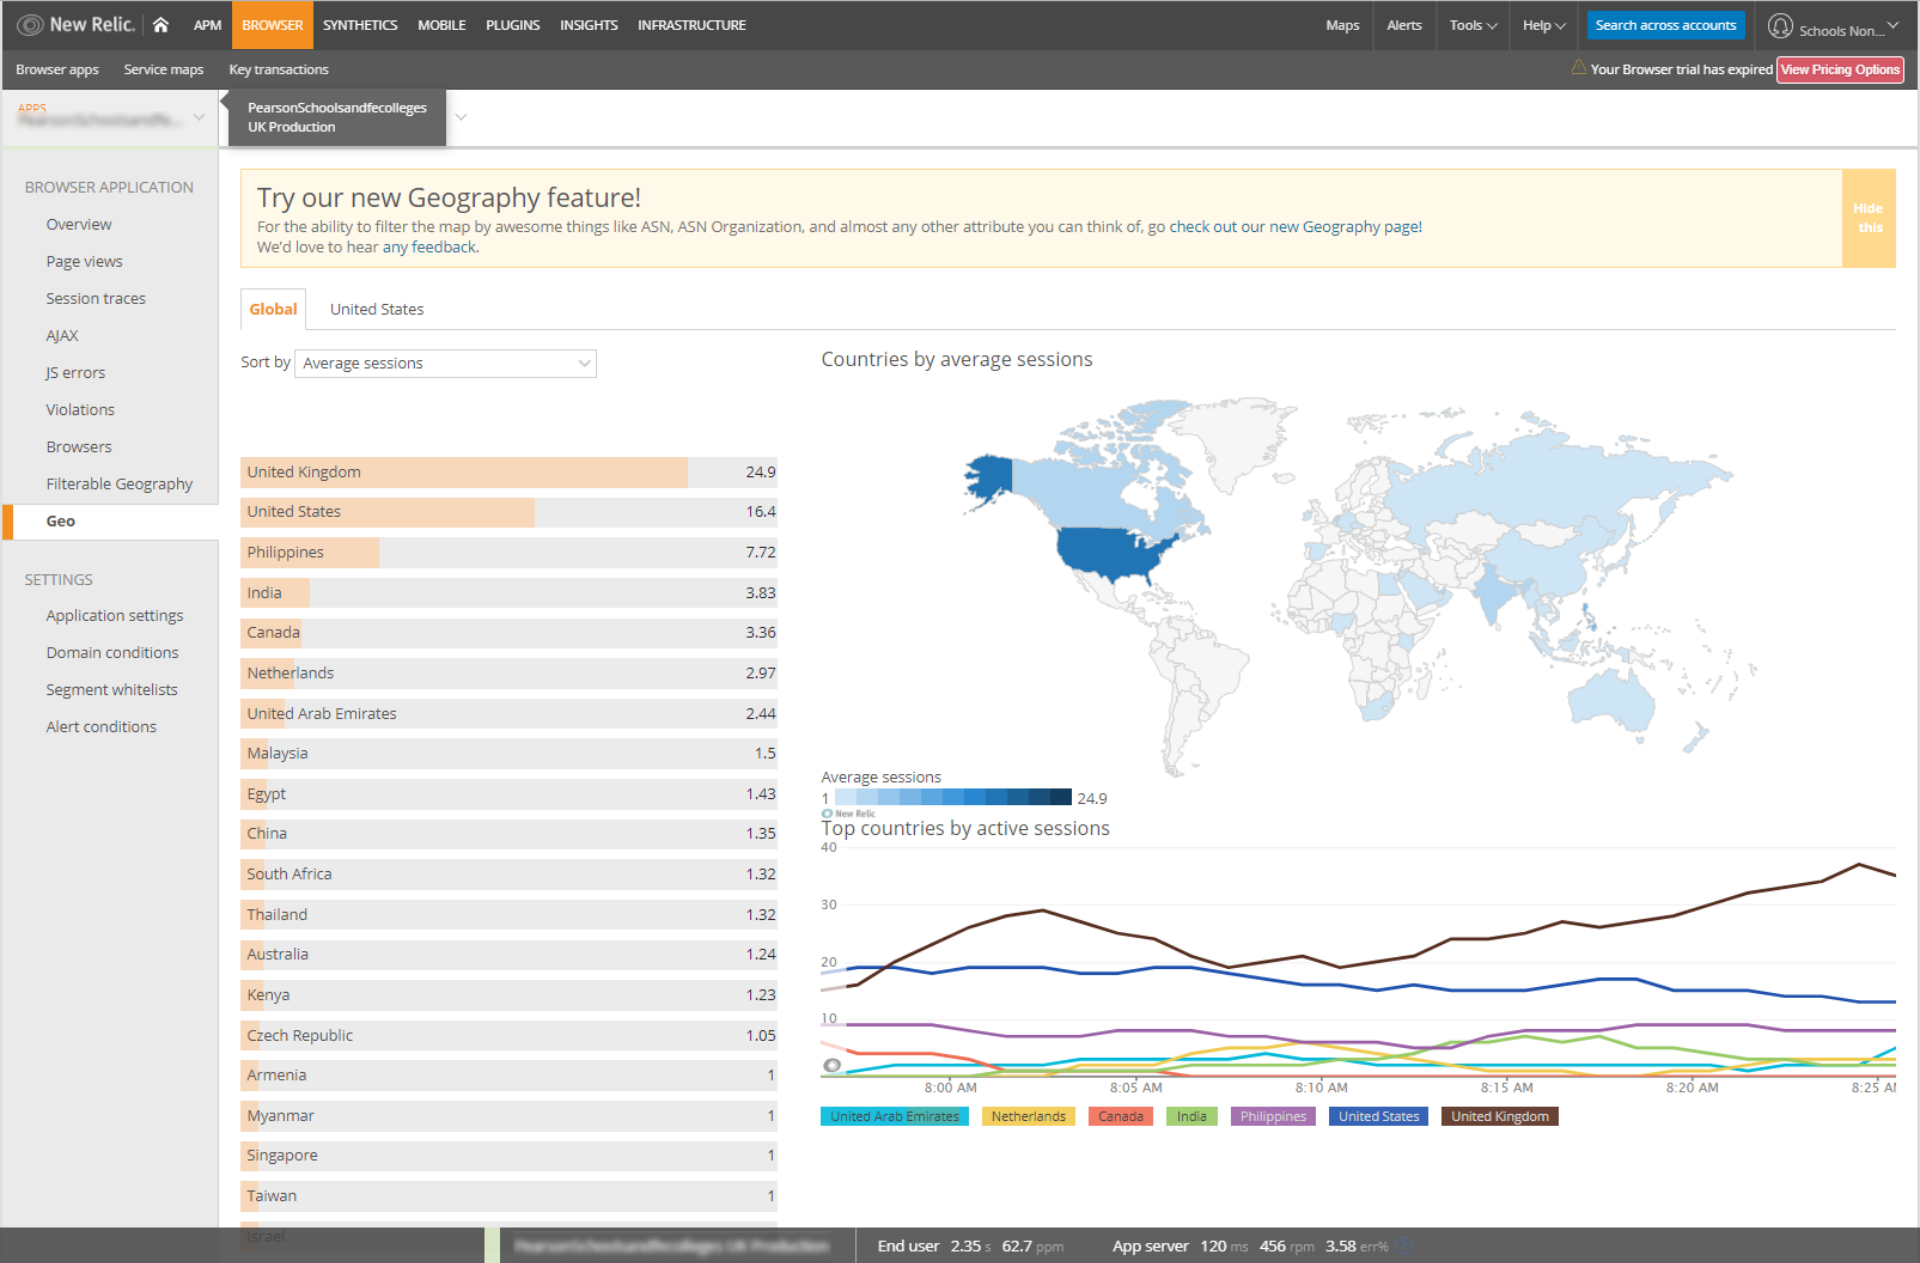 New Relic. APM BROWSER SYNTHETICS MOBILE PLUGINS INSIGHTS INFRASTRUCTURE Maps Alerts Tools Help Search across accounts Schools Non...
Browser apps Service maps Key transactions Your Browser trial has expired View Pricing Options
APPS
PearsonSchoolsandfecolleges
UK Production
BROWSER APPLICATION
Overview
Page views
Session traces
AJAX
JS errors
Violations
Browsers
Filterable Geography
Geo
SETTINGS
Application settings
Domain conditions
Segment whitelists
Alert conditions
Try our new Geography feature!
For the ability to filter the map by awesome things like ASN, ASN Organization, and almost any other attribute you can think of, go check out our new Geography page!
We'd love to hear any feedback.
Hide
this
Global United States
Sort by Average sessions
United Kingdom 24.9
United States 16.4
Philippines 7.72
India 3.83
Canada 3.36
Netherlands 2.97
United Arab Emirates 2.44
Malaysia 1.5
Egypt 1.43
China 1.35
South Africa 1.32
Thailand 1.32
Australia 1.24
Kenya 1.23
Czech Republic 1.05
Armenia 1
Myanmar 1
Singapore 1
Taiwan 1
Israel
Countries by average sessions
Average sessions
1 24.9
New Relic
Top countries by active sessions
40
30
20
10
8:00 AM 8:05 AM 8:10 AM 8:15 AM 8:20 AM 8:25 AM
United Arab Emirates Netherlands Canada India Philippines United States United Kingdom
PearsonSchoolsandfecolleges UK Production End user 2.35 s 62.7 ppm App server 120 ms 456 rpm 3.58 err% ?